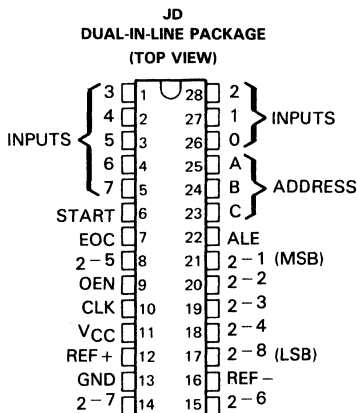 JD
DUAL-IN-LINE PACKAGE
(TOP VIEW)
3 1 28 2
4 2 27 1 INPUTS
INPUTS 5 3 26 0
6 4 25 A
7 5 24 B ADDRESS
START 6 23 C
EOC 7 22 ALE
2-5 8 21 2-1 (MSB)
OEN 9 20 2-2
CLK 10 19 2-3
VCC 11 18 2-4
REF+ 12 17 2-8 (LSB)
GND 13 16 REF-
2-7 14 15 2-6